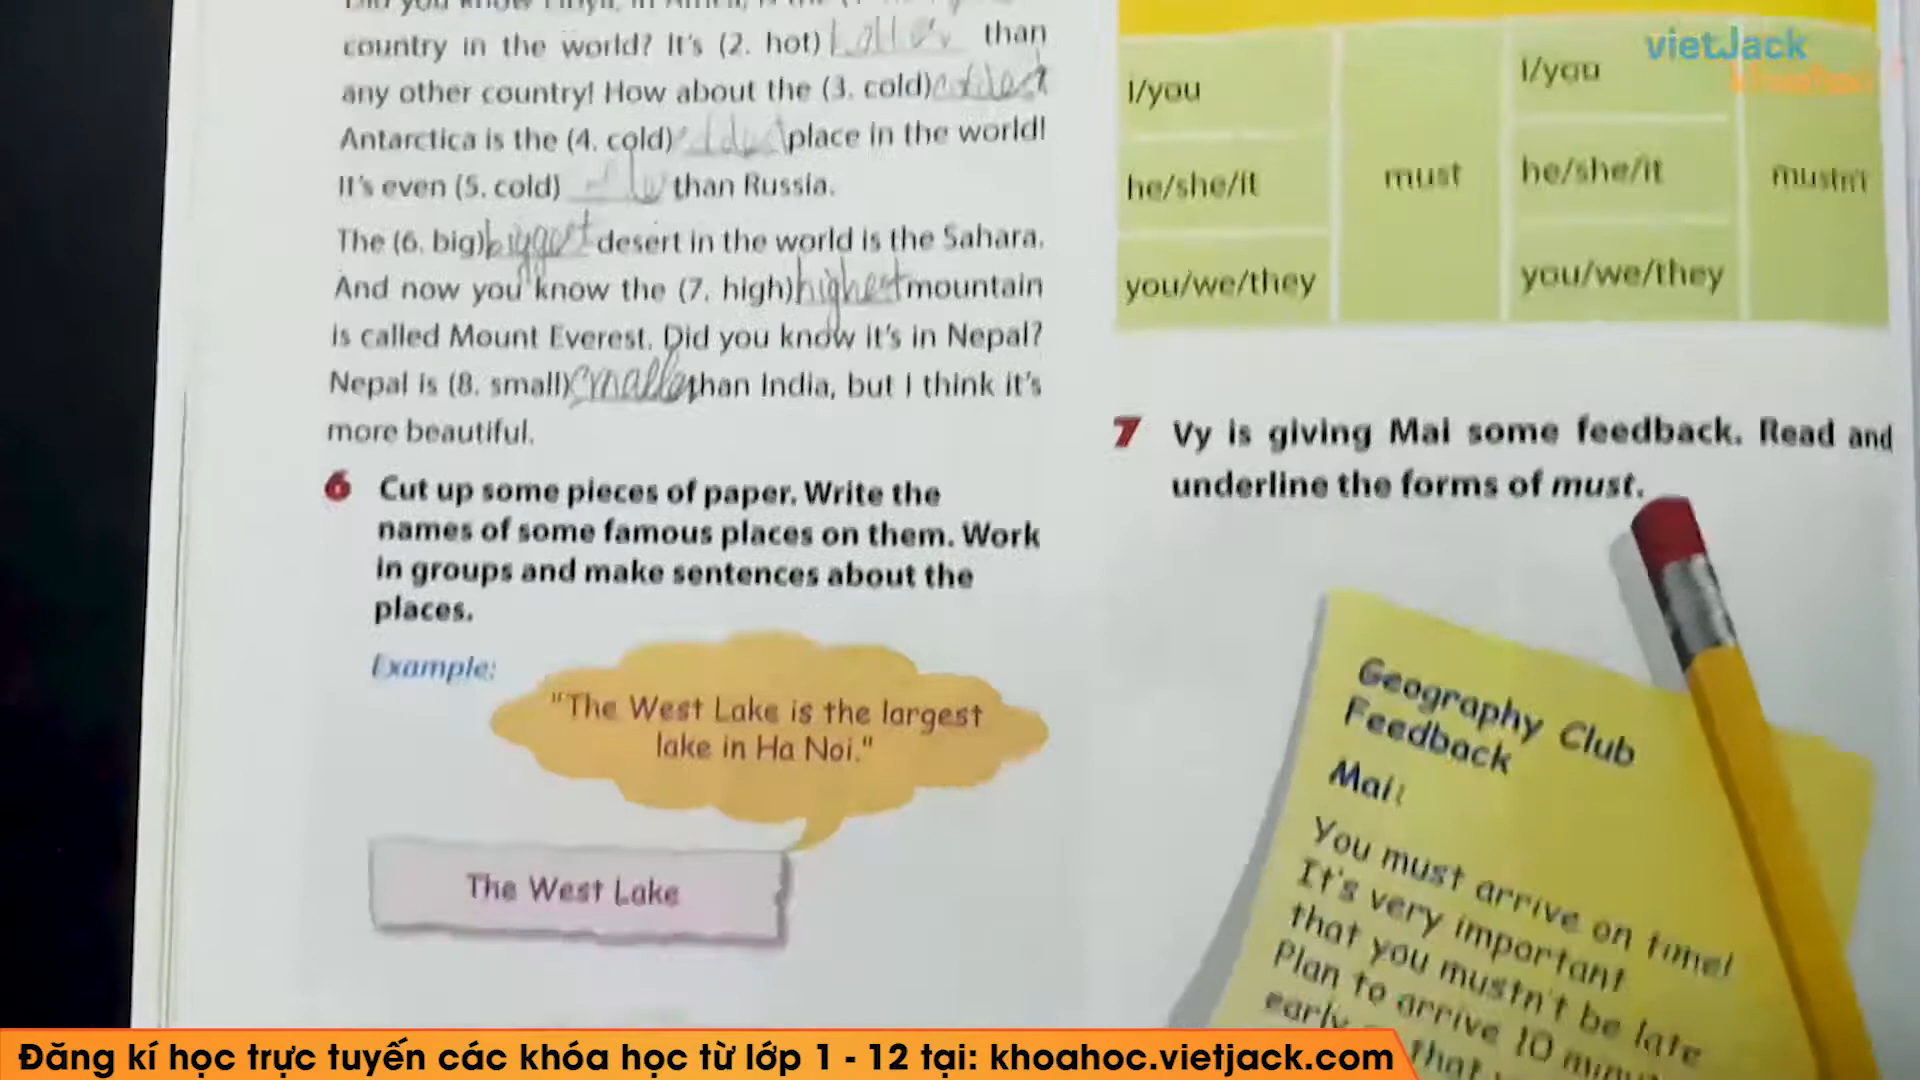 country in the world? It's (2. hot) hotter than
any other country! How about the (3. cold) coldest
Antarctica is the (4. cold) coldest place in the world!
It's even (5. cold) than Russia.
The (6. big) biggest desert in the world is the Sahara.
And now you know the (7. high) highest mountain
is called Mount Everest. Did you know it's in Nepal?
Nepal is (8. small) smaller than India, but I think it's
more beautiful.
6 Cut up some pieces of paper. Write the
names of some famous places on them. Work
in groups and make sentences about the
places.
Example:
"The West Lake is the largest
lake in Ha Noi."
The West Lake
vietJack
I/you
he/she/it
you/we/they
must
I/you
he/she/it
you/we/they
mustn't
7 Vy is giving Mai some feedback. Read and
underline the forms of must.
Geography Club
Feedback
Mai:
You must arrive on time!
It's very important
that you mustn't be late
Plan to arrive 10
early
that
Đăng kí học trực tuyến các khóa học từ lớp 1 - 12 tại: khoahoc.vietjack.com